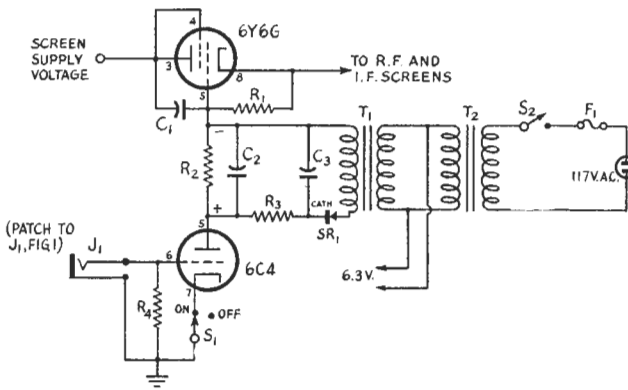 4
6Y6G
SCREEN
SUPPLY
VOLTAGE
3
8
TO R.F. AND
I.F. SCREENS
5
C1
R1
T1
T2
S2
F1
−
R2
C2
C3
117V.A.C.
+
R3
CATH
SR1
5
(PATCH TO
J1, FIG.1)
J1
6
6C4
6.3V.
7
R4
ON
OFF
S1